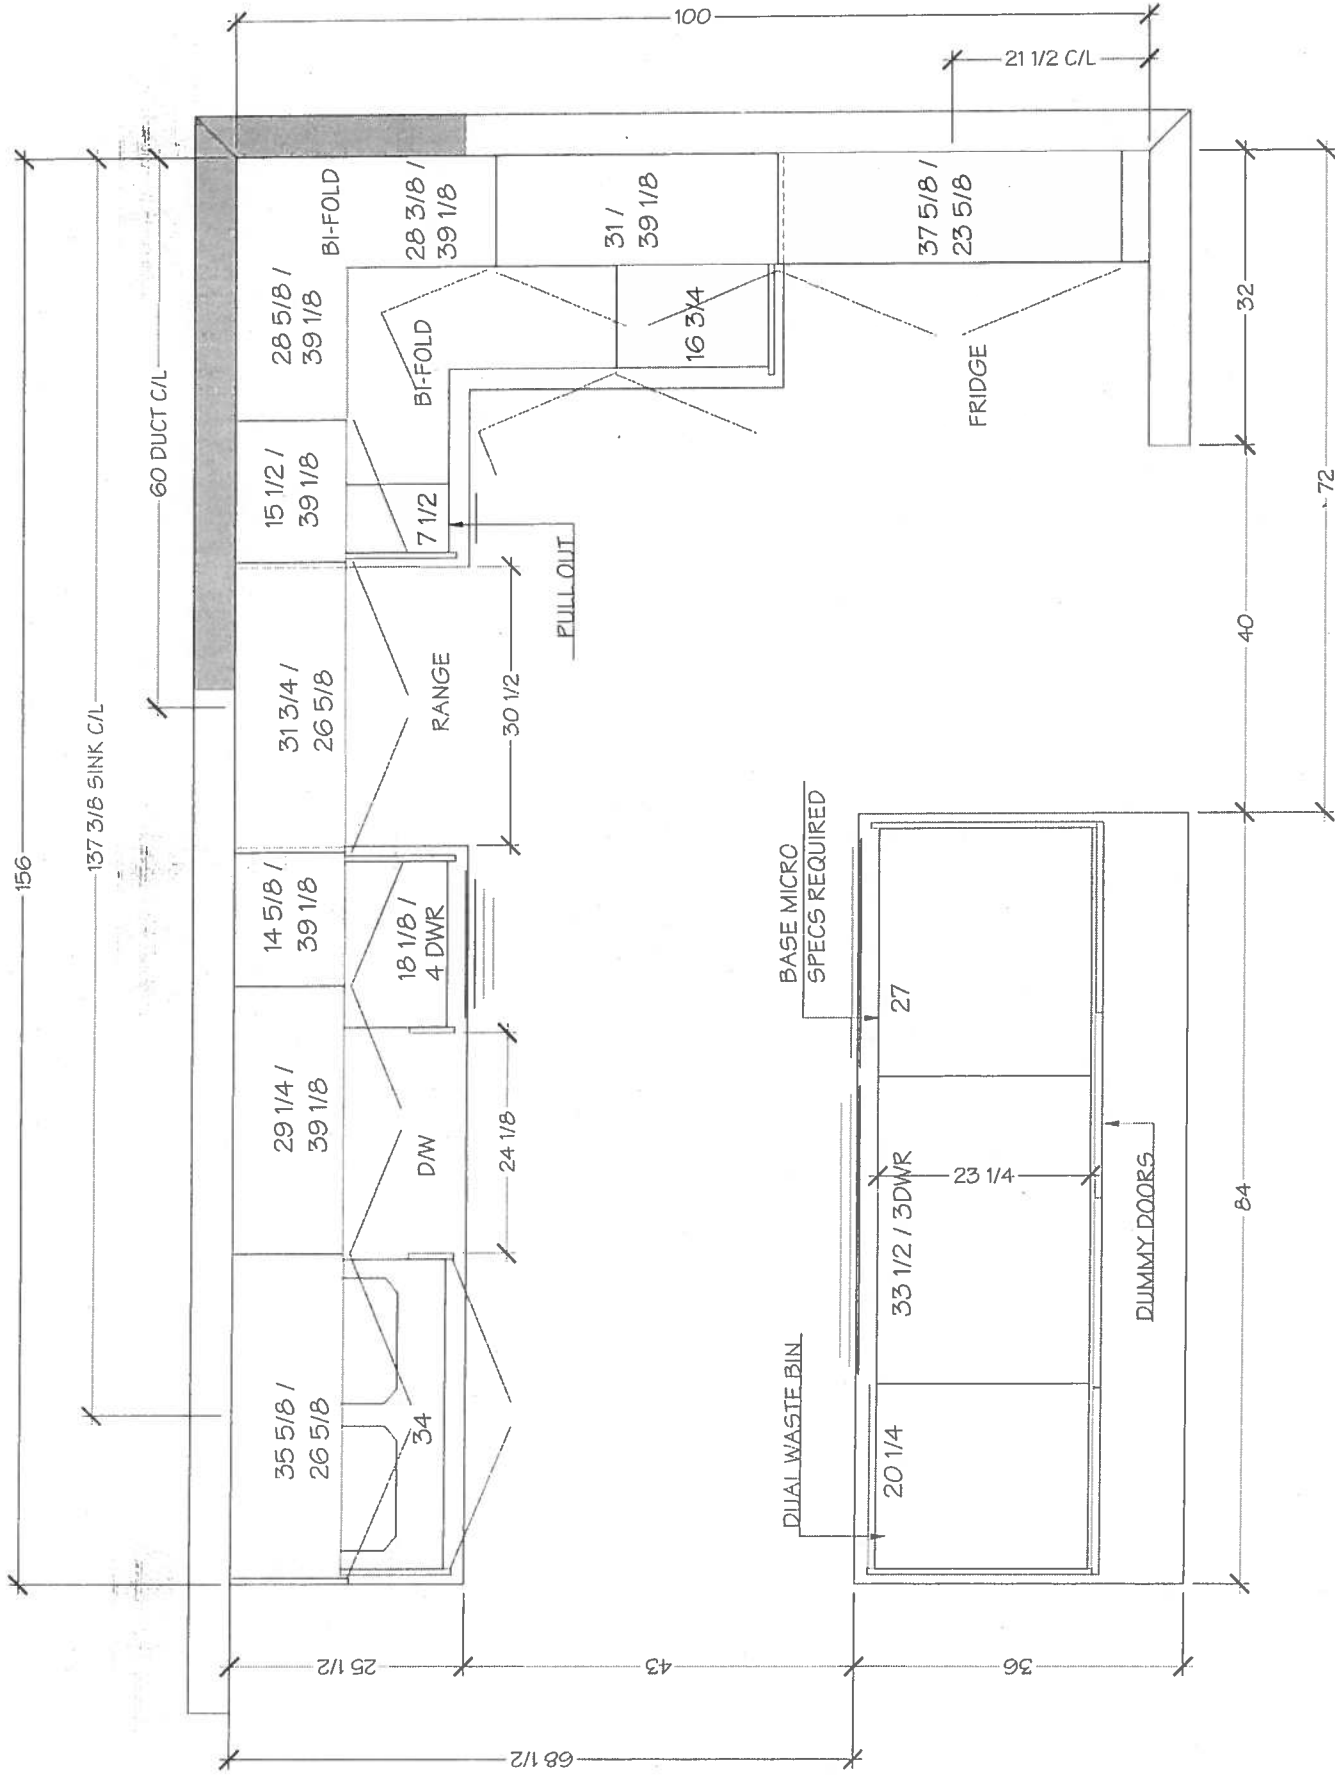 100
21 1/2 C/L
156
137 3/8 SINK C/L
60 DUCT C/L
BI-FOLD
28 3/8 /
39 1/8
31 /
39 1/8
37 5/8 /
23 5/8
28 5/8 /
39 1/8
BI-FOLD
16 3/4
FRIDGE
32
15 1/2 /
39 1/8
7 1/2
PULLOUT
72
40
31 3/4 /
26 5/8
RANGE
30 1/2
14 5/8 /
39 1/8
18 1/8 /
4 DWR
BASE MICRO
SPECS REQUIRED
27
29 1/4 /
39 1/8
D/W
24 1/8
33 1/2 / 3DWR
23 1/4
DUMMY DOORS
84
35 5/8 /
26 5/8
34
DUAL WASTE BIN
20 1/4
25 1/2
43
36
68 1/2